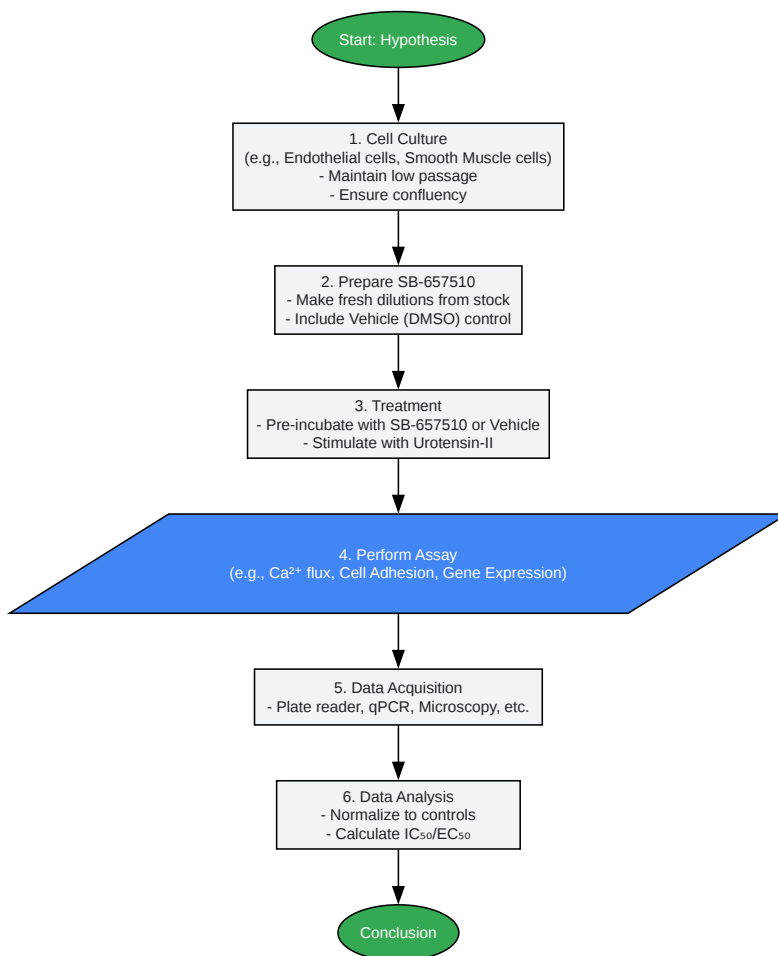 Start: Hypothesis
1. Cell Culture
(e.g., Endothelial cells, Smooth Muscle cells)
- Maintain low passage
- Ensure confluency
2. Prepare SB-657510
- Make fresh dilutions from stock
- Include Vehicle (DMSO) control
3. Treatment
- Pre-incubate with SB-657510 or Vehicle
- Stimulate with Urotensin-II
4. Perform Assay
(e.g., Ca²⁺ flux, Cell Adhesion, Gene Expression)
5. Data Acquisition
- Plate reader, qPCR, Microscopy, etc.
6. Data Analysis
- Normalize to controls
- Calculate IC₅₀/EC₅₀
Conclusion